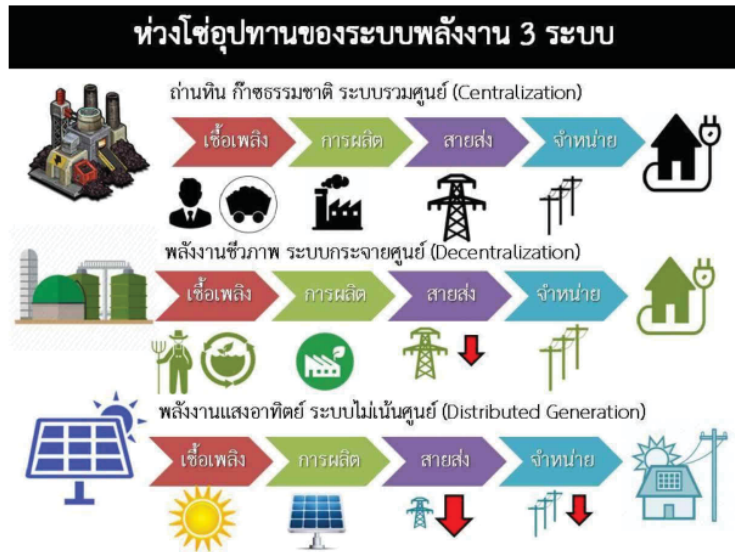 ห่วงโซ่อุปทานของระบบพลังงาน 3 ระบบ
ถ่านหิน ก๊าซธรรมชาติ ระบบรวมศูนย์ (Centralization)
เชื้อเพลิง การผลิต สายส่ง จำหน่าย
พลังงานชีวภาพ ระบบกระจายศูนย์ (Decentralization)
เชื้อเพลิง การผลิต สายส่ง จำหน่าย
พลังงานแสงอาทิตย์ ระบบไม่เน้นศูนย์ (Distributed Generation)
เชื้อเพลิง การผลิต สายส่ง จำหน่าย